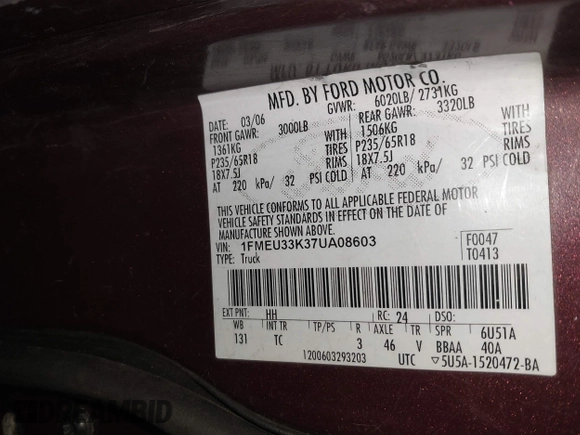 MFD. BY FORD MOTOR CO.
DATE: 03/06 GVWR: 6020LB/ 2731KG
FRONT GAWR: 3000LB REAR GAWR: 3320LB
1361KG 1506KG
P235/65R18 TIRES P235/65R18 TIRES
18X7.5J RIMS 18X7.5J RIMS
AT 220 kPa/ 32 PSI COLD AT 220 kPa/ 32 PSI COLD
THIS VEHICLE CONFORMS TO ALL APPLICABLE FEDERAL MOTOR
VEHICLE SAFETY STANDARDS IN EFFECT ON THE DATE OF
MANUFACTURE SHOWN ABOVE.
VIN: 1FMEU33K37UA08603 F0047
TYPE: Truck T0413
EXT PNT: HH RC: 24 DSO:
WB INT TR TP/PS R AXLE TR SPR 6U51A
131 TC 3 46 V BBAA 40A
1200603293203 UTC ▽5U5A-1520472-BA
DREAMBID